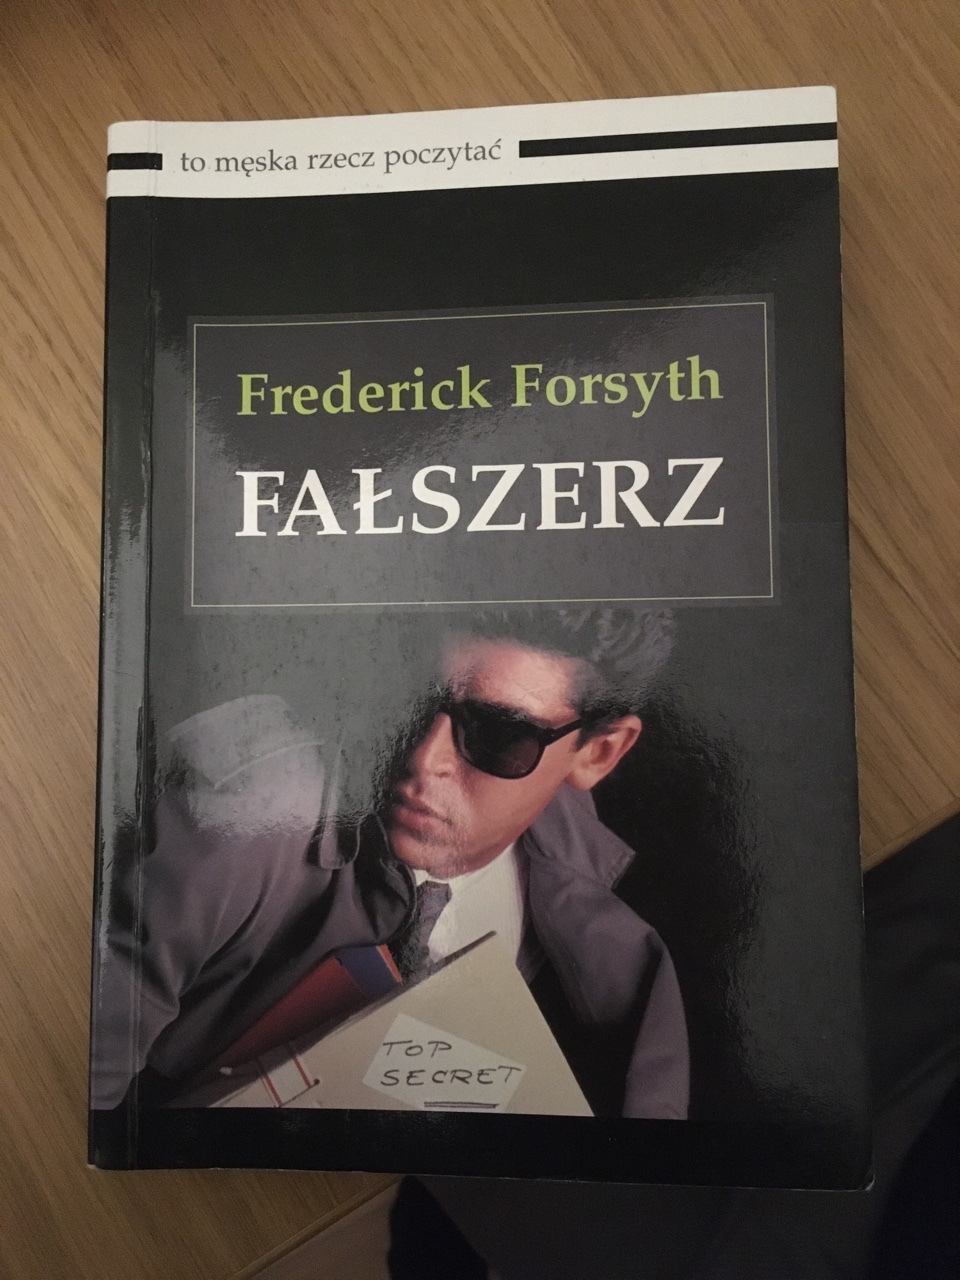 to męska rzecz poczytać
Frederick Forsyth
FAŁSZERZ
TOP
SECRET